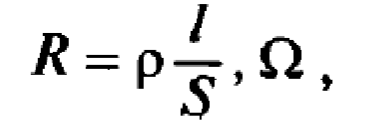 R = ρ l/S, Ω,